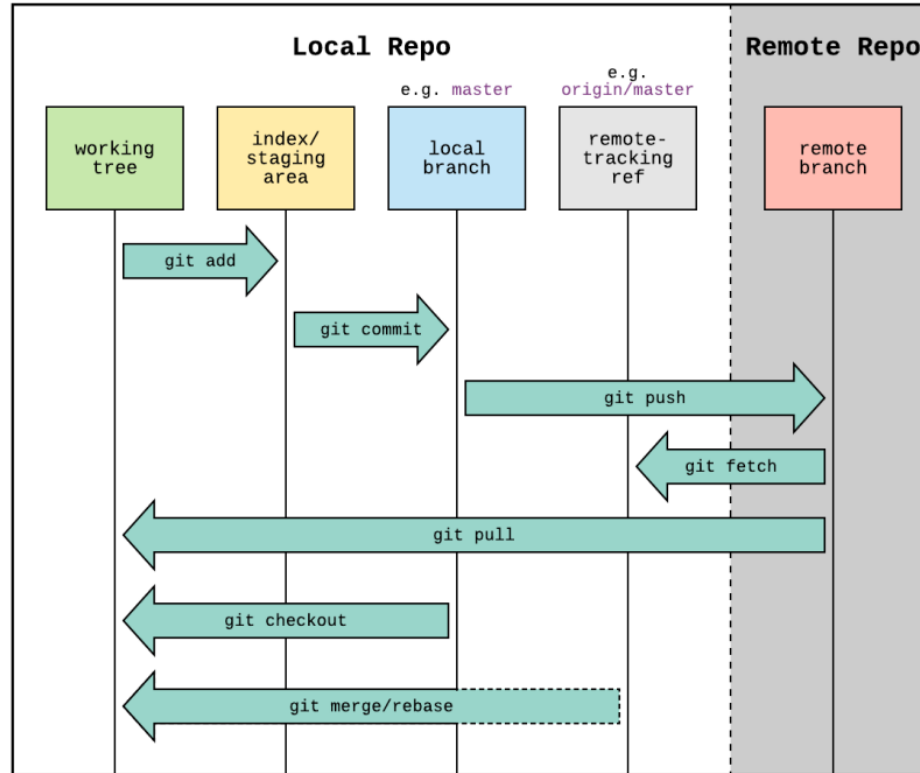 Local Repo
Remote Repo
e.g. master
e.g.
origin/master
working
tree
index/
staging
area
local
branch
remote-
tracking
ref
remote
branch
git add
git commit
git push
git fetch
git pull
git checkout
git merge/rebase